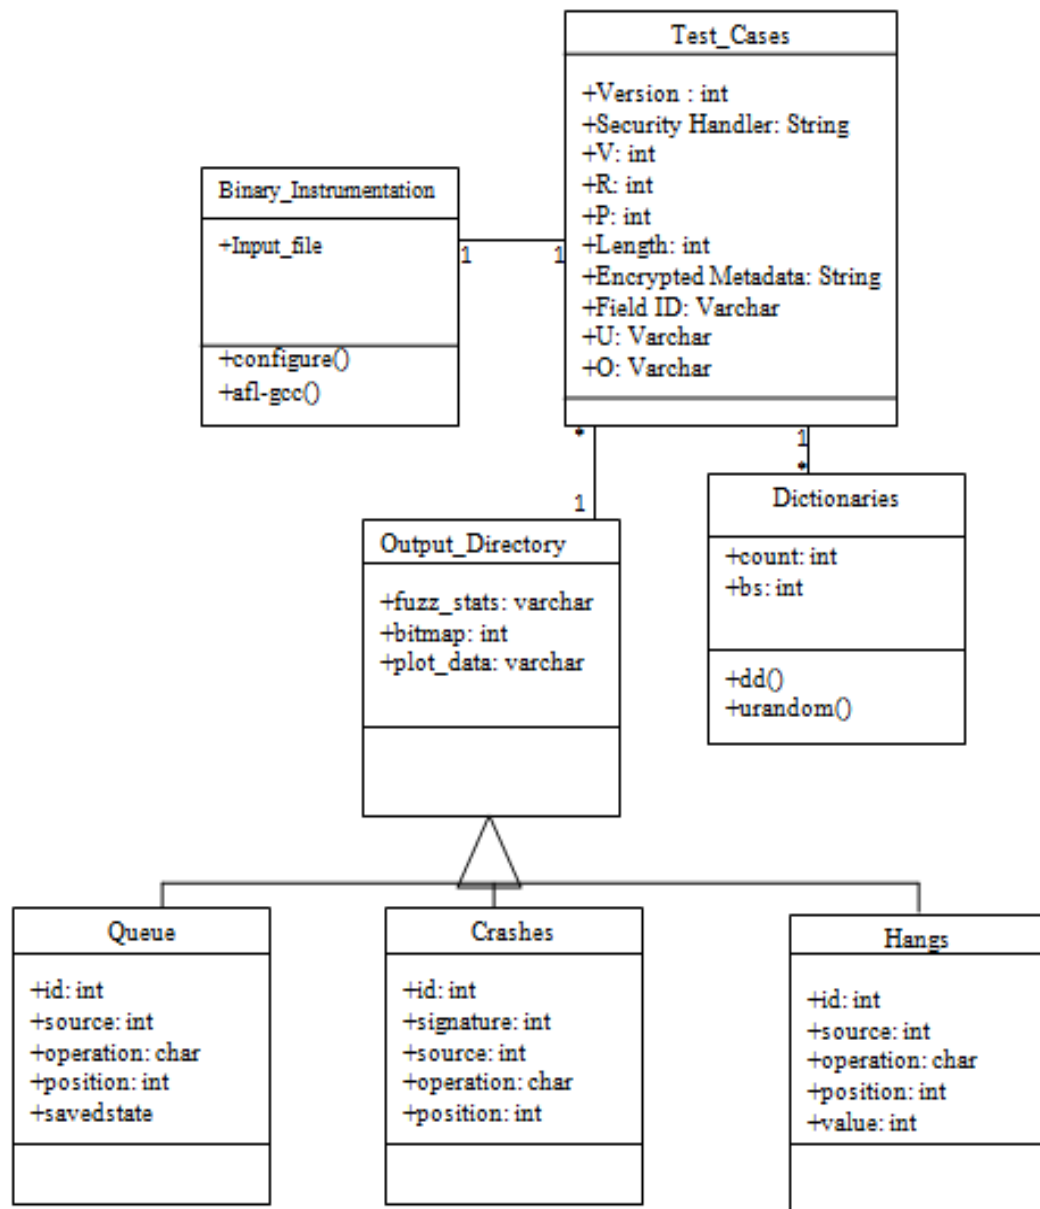 Test_Cases
+Version : int
+Security Handler: String
+V: int
+R: int
+P: int
+Length: int
+Encrypted Metadata: String
+Field ID: Varchar
+U: Varchar
+O: Varchar
Binary_Instrumentation
+Input_file
+configure()
+afl-gcc()
1
1
*
1
1
*
Output_Directory
+fuzz_stats: varchar
+bitmap: int
+plot_data: varchar
Dictionaries
+count: int
+bs: int
+dd()
+urandom()
Queue
+id: int
+source: int
+operation: char
+position: int
+savedstate
Crashes
+id: int
+signature: int
+source: int
+operation: char
+position: int
Hangs
+id: int
+source: int
+operation: char
+position: int
+value: int